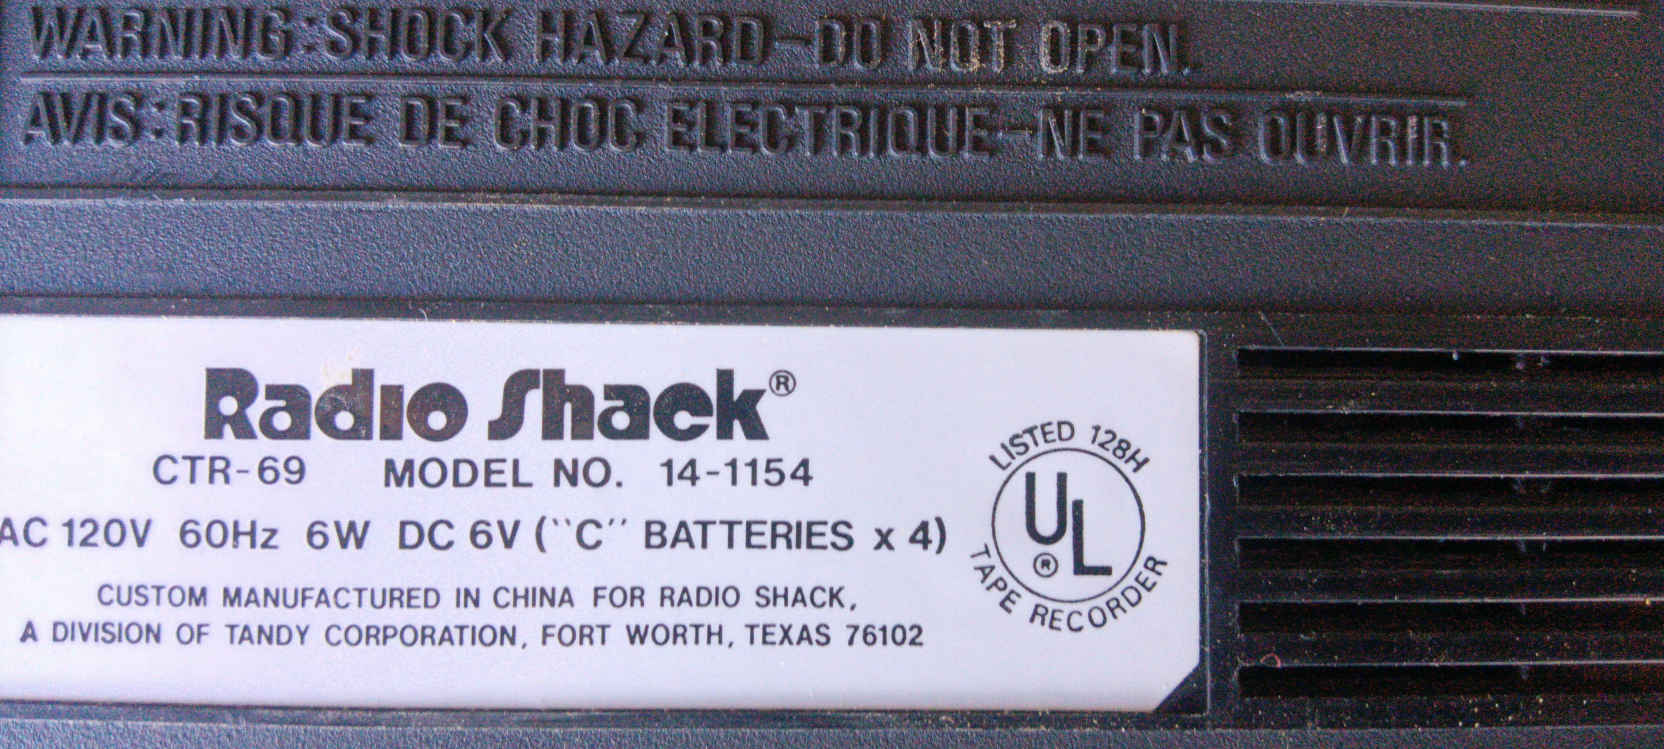 WARNING:SHOCK HAZARD-DO NOT OPEN.
AVIS:RISQUE DE CHOC ELECTRIQUE-NE PAS OUVRIR.
Radio Shack®
CTR-69 MODEL NO. 14-1154
AC 120V 60Hz 6W DC 6V (''C'' BATTERIES x 4)
CUSTOM MANUFACTURED IN CHINA FOR RADIO SHACK,
A DIVISION OF TANDY CORPORATION, FORT WORTH, TEXAS 76102
LISTED 128H
UL®
TAPE RECORDER